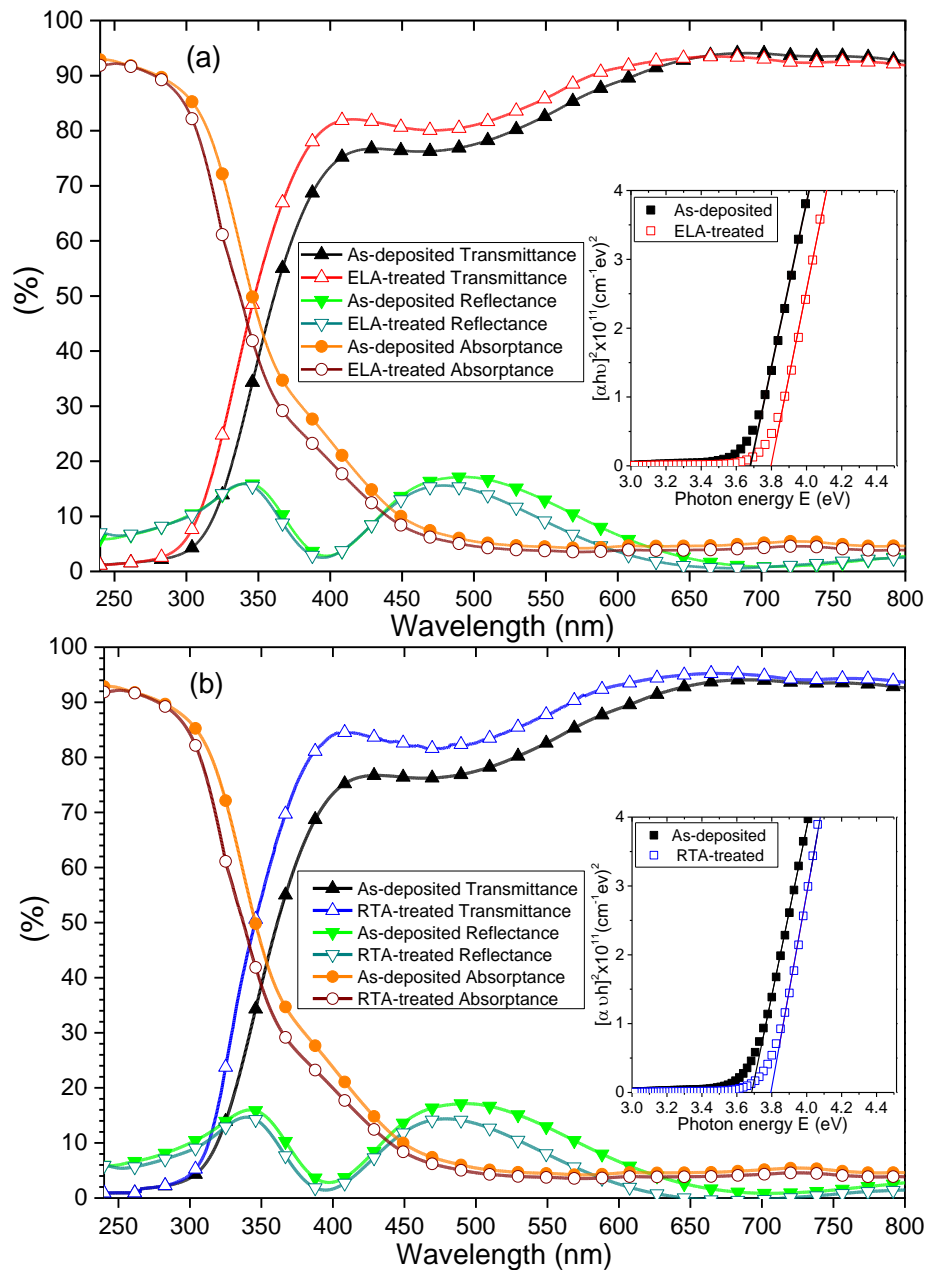 (a)
100
90
80
70
60
50
40
30
20
10
0
(%)
As-deposited Transmittance
ELA-treated Transmittance
As-deposited Reflectance
ELA-treated Reflectance
As-deposited Absorptance
ELA-treated Absorptance
As-deposited
ELA-treated
[αhυ]²x10¹¹(cm⁻¹ev)²
4
3
2
1
0
3.0 3.2 3.4 3.6 3.8 4.0 4.2 4.4
Photon energy E (eV)
250 300 350 400 450 500 550 600 650 700 750 800
Wavelength (nm)
(b)
100
90
80
70
60
50
40
30
20
10
0
(%)
As-deposited Transmittance
RTA-treated Transmittance
As-deposited Reflectance
RTA-treated Reflectance
As-deposited Absorptance
RTA-treated Absorptance
As-deposited
RTA-treated
[α υh]²x10¹¹(cm⁻¹ev)²
4
3
2
1
0
3.0 3.2 3.4 3.6 3.8 4.0 4.2 4.4
Photon energy E (eV)
250 300 350 400 450 500 550 600 650 700 750 800
Wavelength (nm)